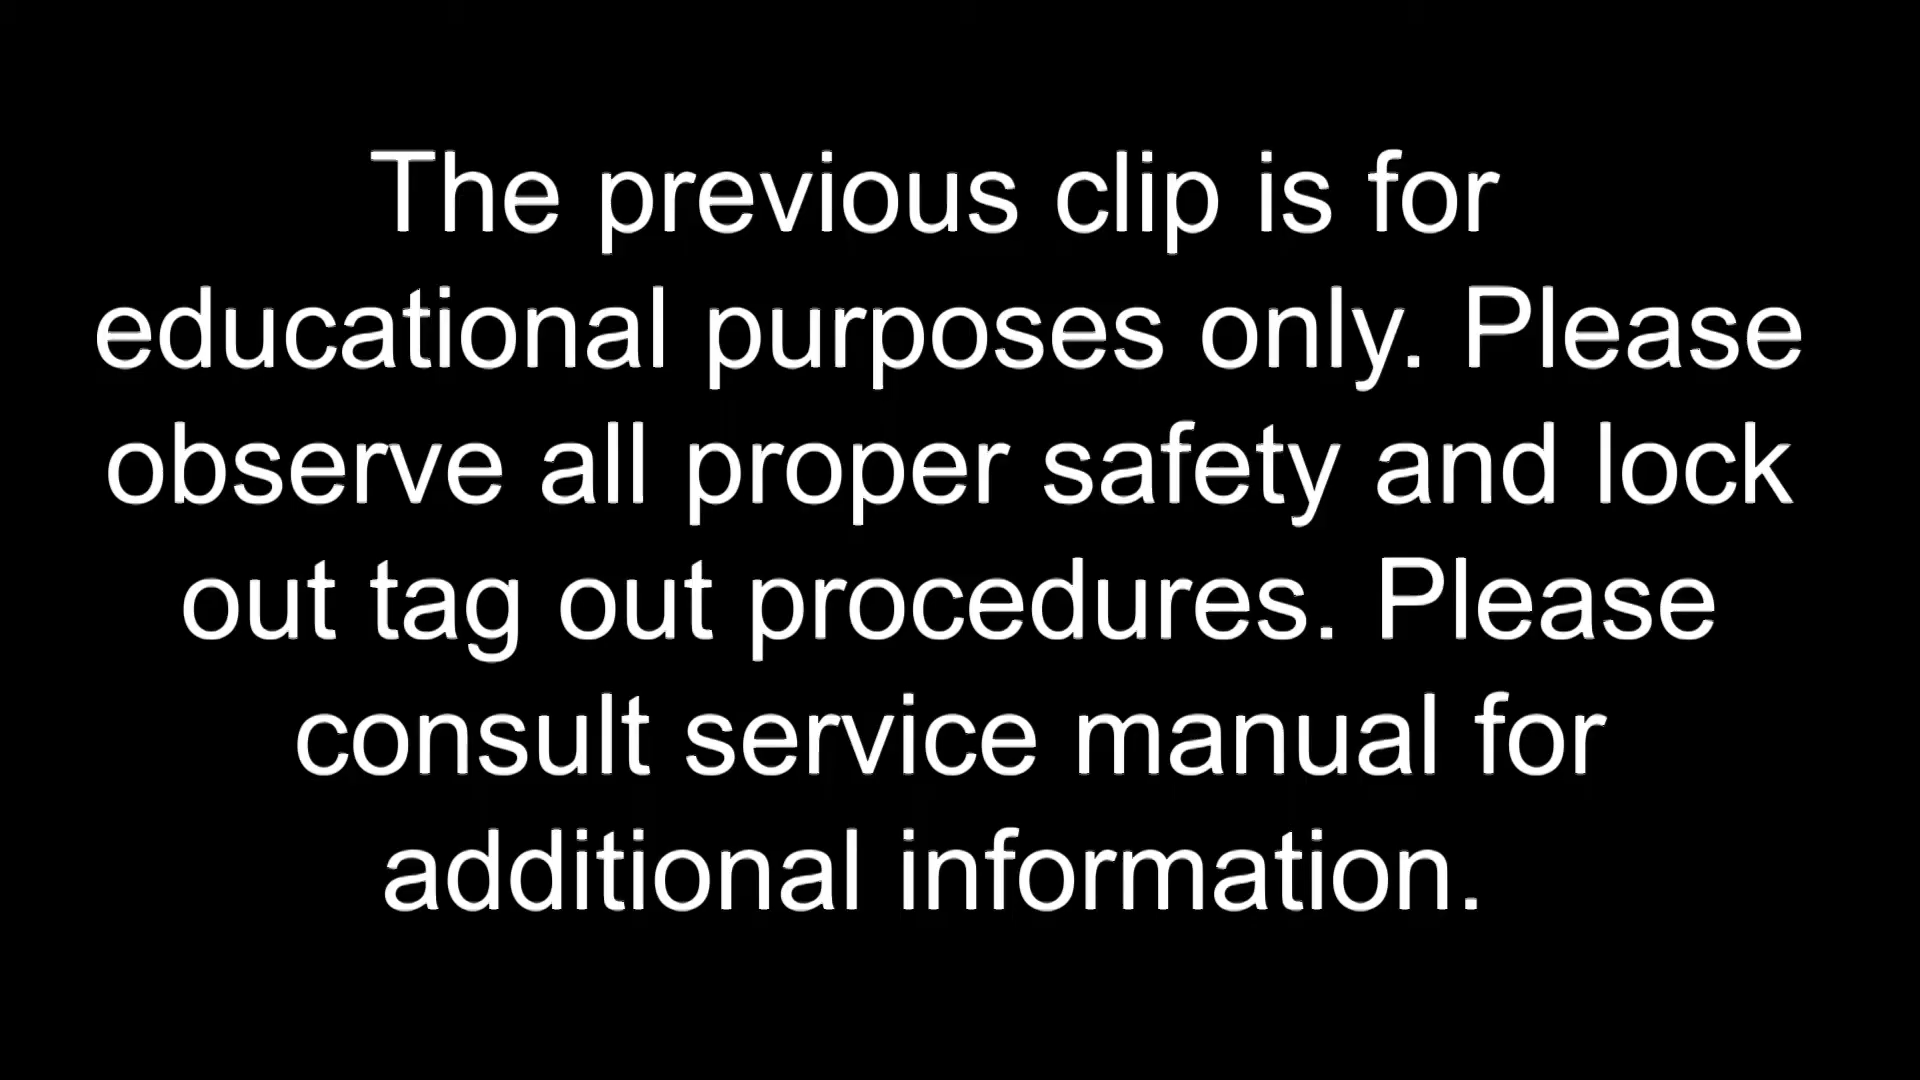 The previous clip is for
educational purposes only. Please
observe all proper safety and lock
out tag out procedures. Please
consult service manual for
additional information.